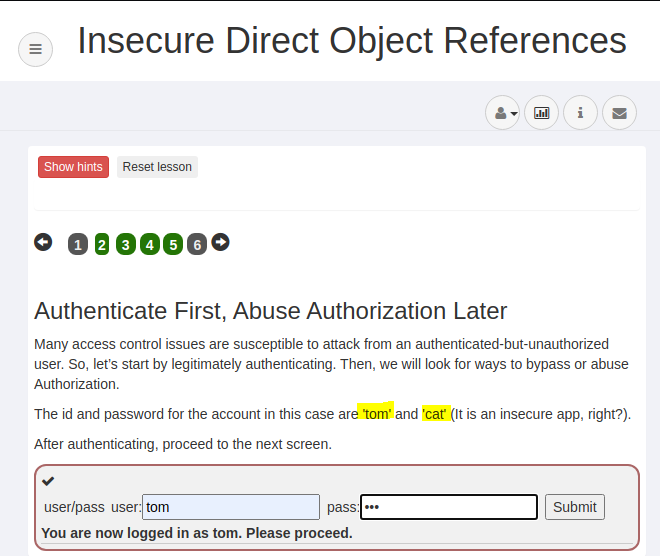 Insecure Direct Object References
Show hints Reset lesson
1 2 3 4 5 6
Authenticate First, Abuse Authorization Later
Many access control issues are susceptible to attack from an authenticated-but-unauthorized
user. So, let’s start by legitimately authenticating. Then, we will look for ways to bypass or abuse
Authorization.
The id and password for the account in this case are 'tom' and 'cat' (It is an insecure app, right?).
After authenticating, proceed to the next screen.
user/pass user: tom pass: ••• Submit
You are now logged in as tom. Please proceed.